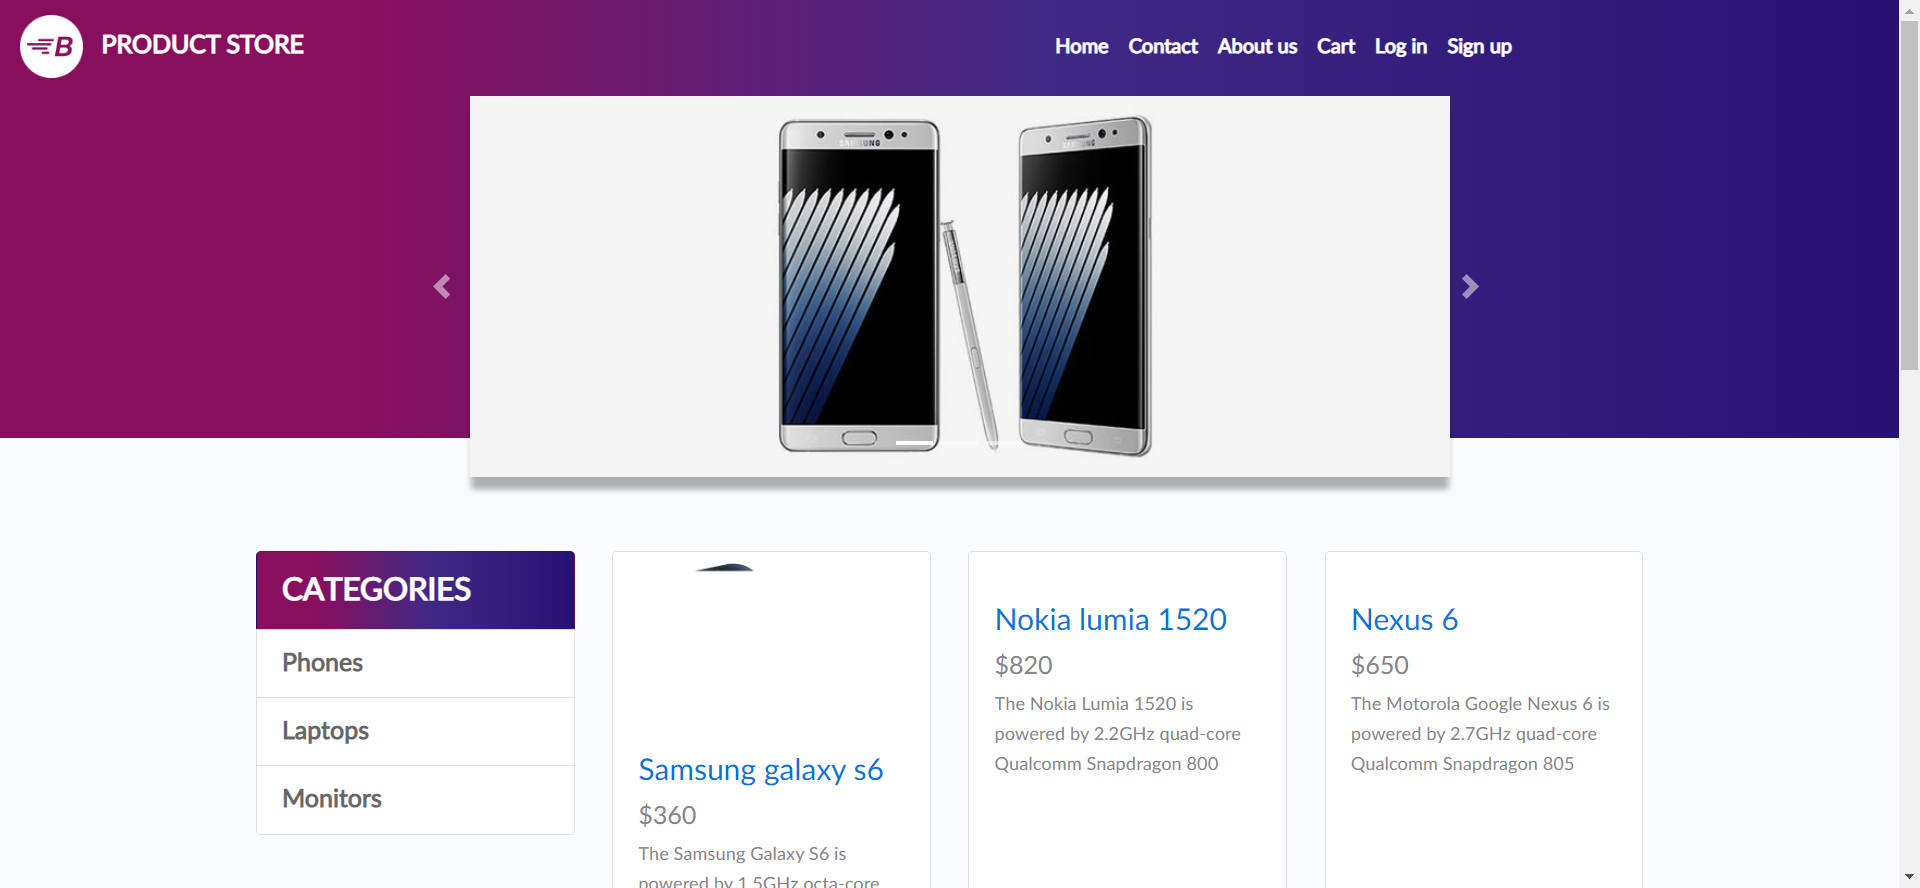 B PRODUCT STORE
Home Contact About us Cart Log in Sign up
SAMSUNG
CATEGORIES
Phones
Laptops
Monitors
Samsung galaxy s6
$360
The Samsung Galaxy S6 is
powered by 1.5GHz octa-core
Nokia lumia 1520
$820
The Nokia Lumia 1520 is
powered by 2.2GHz quad-core
Qualcomm Snapdragon 800
Nexus 6
$650
The Motorola Google Nexus 6 is
powered by 2.7GHz quad-core
Qualcomm Snapdragon 805